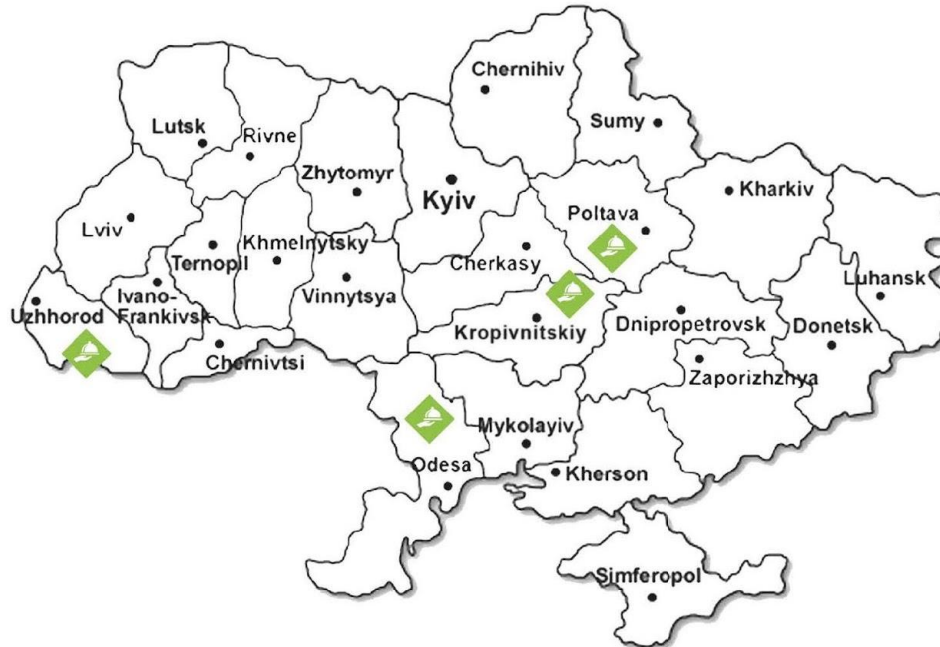 Chernihiv
Sumy
Lutsk
Rivne
Zhytomyr
Kyiv
Kharkiv
Poltava
Lviv
Khmelnytsky
Ternopil
Cherkasy
Luhansk
Vinnytsya
Uzhhorod
Ivano-
Frankivsk
Kropivnitskiy
Dnipropetrovsk
Donetsk
Chernivtsi
Zaporizhzhya
Mykolayiv
Odesa
Kherson
Simferopol